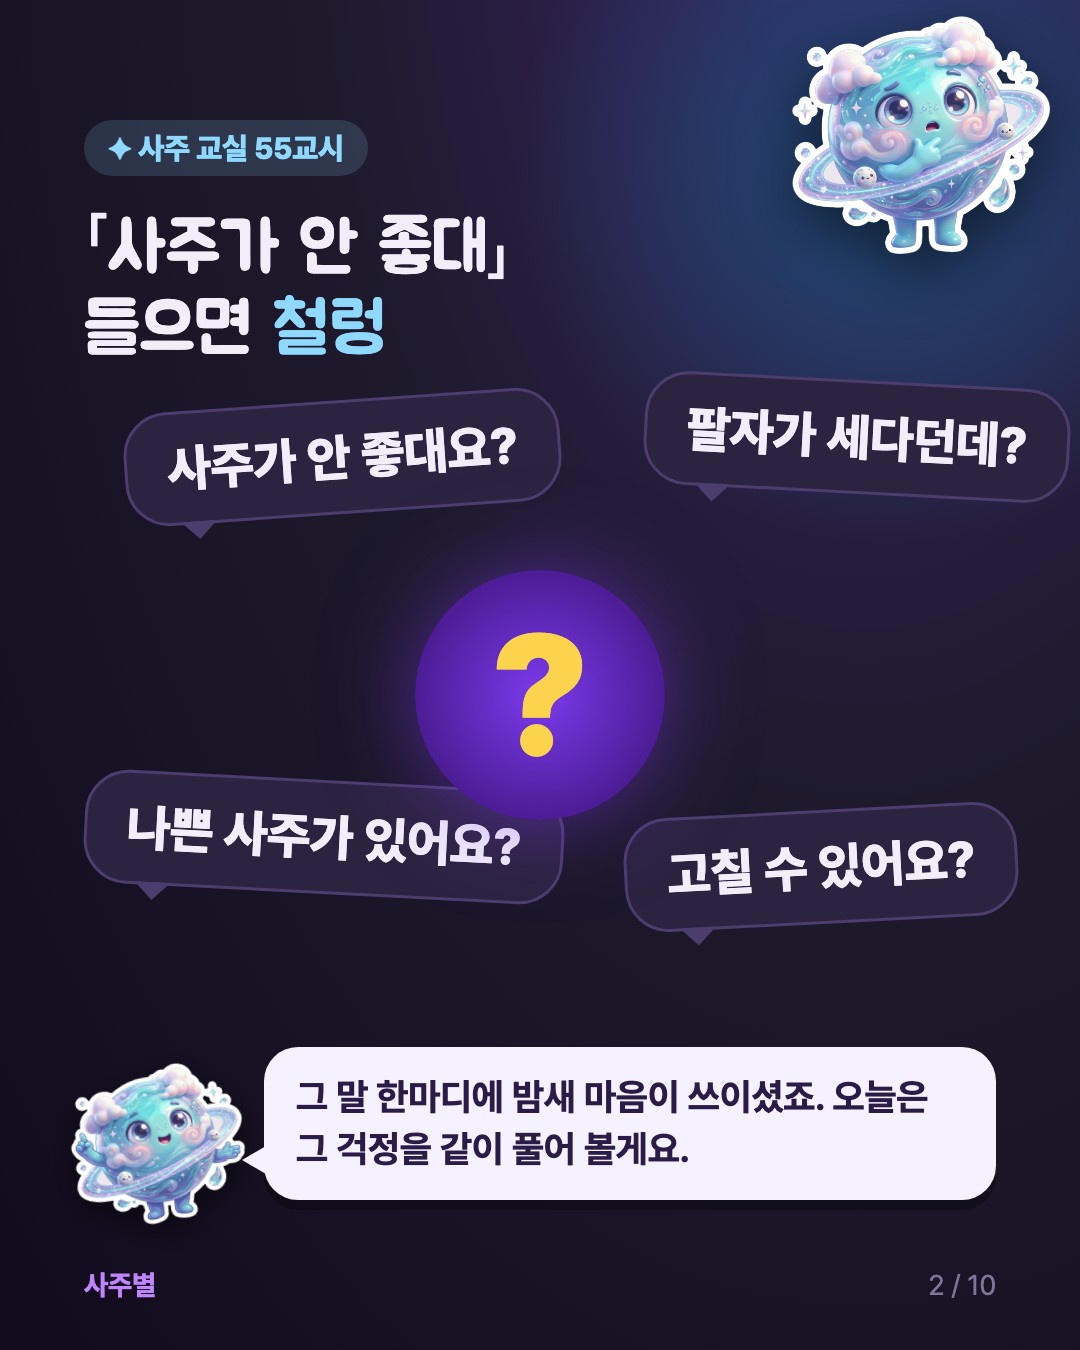 ✦ 사주 교실 55교시
「사주가 안 좋대」
들으면 철렁
사주가 안 좋대요?
팔자가 세다던데?
?
나쁜 사주가 있어요?
고칠 수 있어요?
그 말 한마디에 밤새 마음이 쓰이셨죠. 오늘은
그 걱정을 같이 풀어 볼게요.
사주별
2 / 10